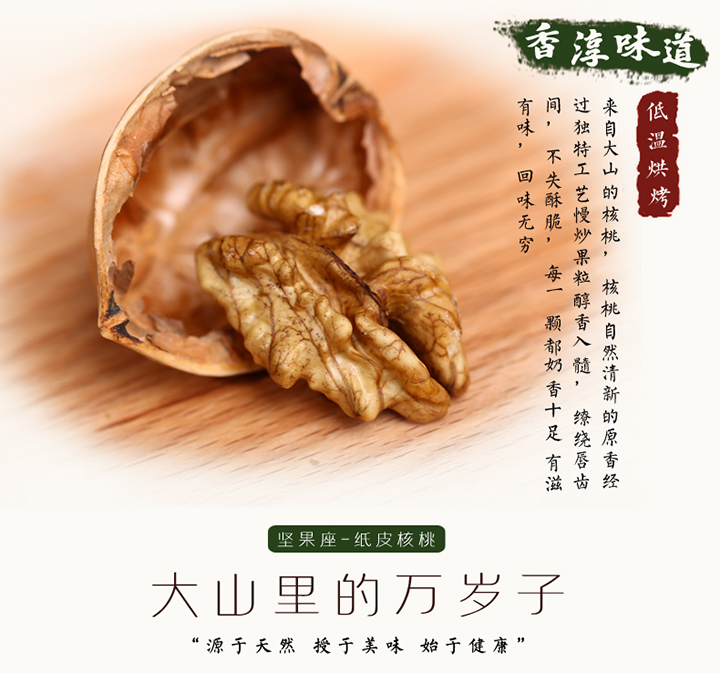 香淳味道
低温烘烤
来自大山的核桃，核桃自然清新的原香经
过独特工艺慢炒果粒醇香入髓，缭绕唇齿
间，不失酥脆，每一颗都奶香十足有滋
有味，回味无穷
坚果座-纸皮核桃
大山里的万岁子
“源于天然 授于美味 始于健康”